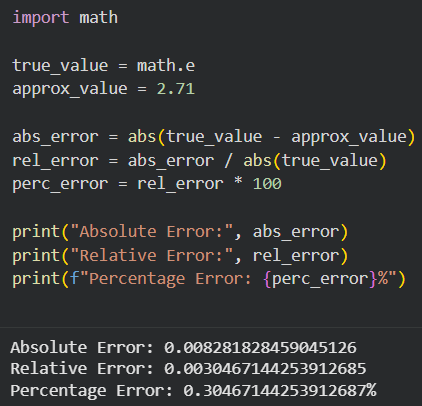 import math
true_value = math.e
approx_value = 2.71
abs_error = abs(true_value - approx_value)
rel_error = abs_error / abs(true_value)
perc_error = rel_error * 100
print("Absolute Error:", abs_error)
print("Relative Error:", rel_error)
print(f"Percentage Error: {perc_error}%")
Absolute Error: 0.008281828459045126
Relative Error: 0.0030467144253912685
Percentage Error: 0.30467144253912687%